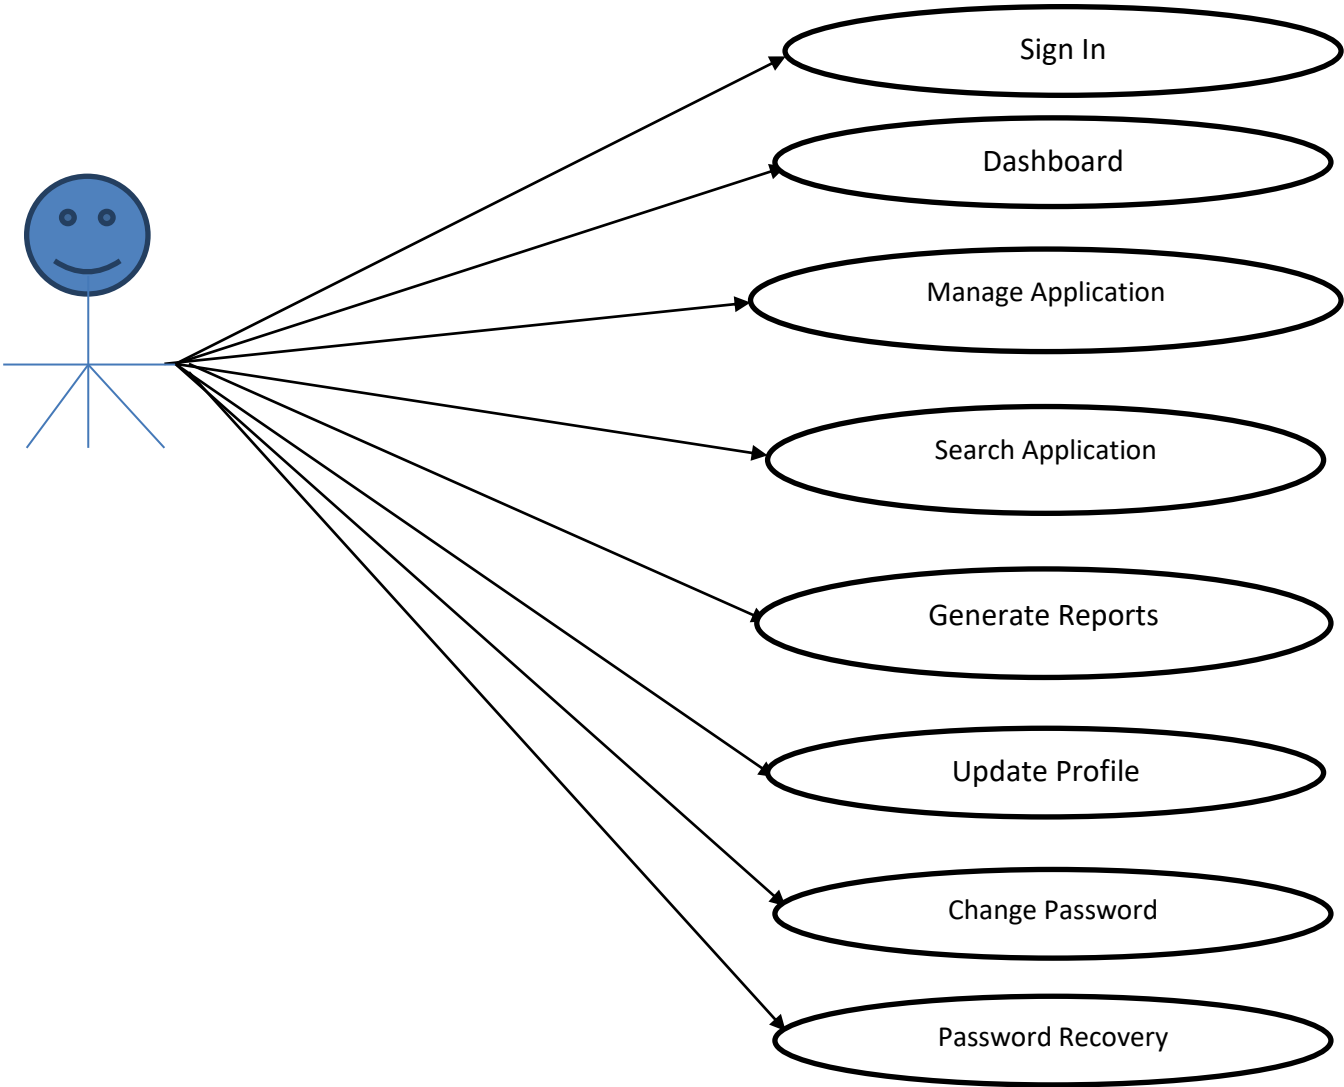 Sign In
Dashboard
Manage Application
Search Application
Generate Reports
Update Profile
Change Password
Password Recovery